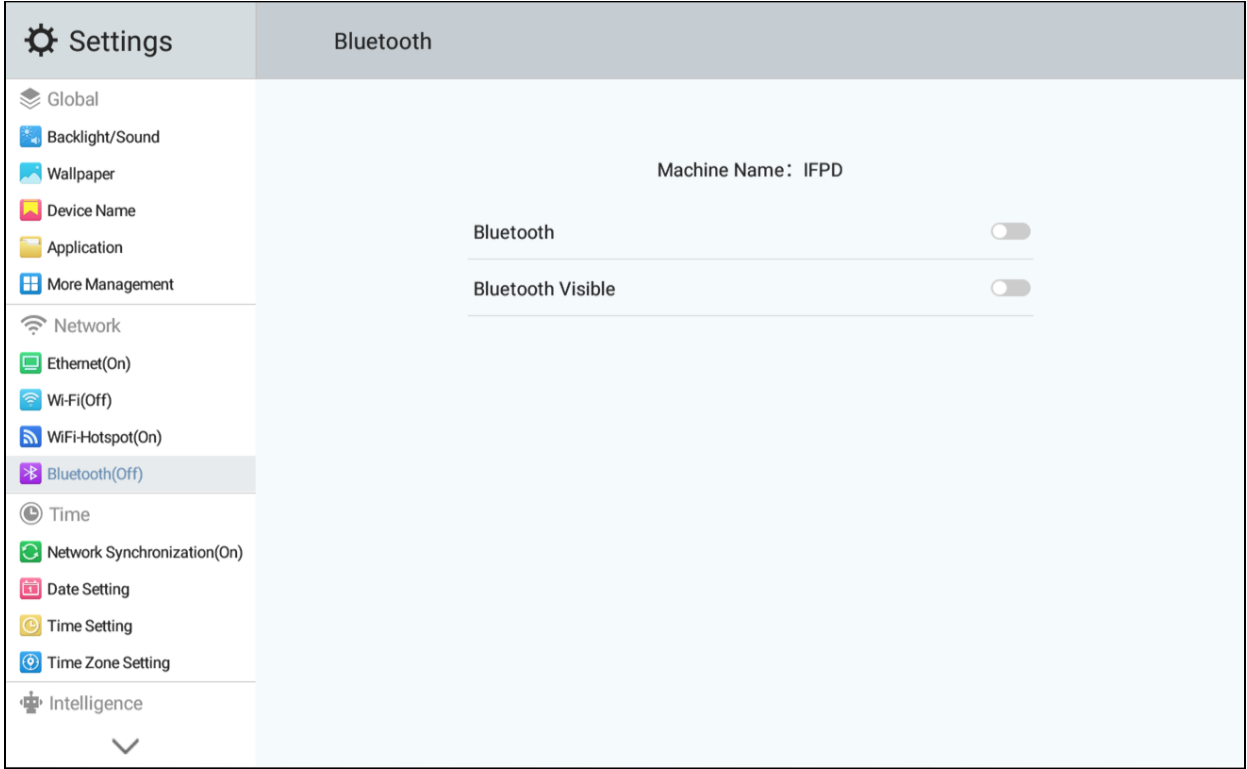 Settings
Bluetooth
Global
Backlight/Sound
Wallpaper
Device Name
Application
More Management
Network
Ethernet(On)
Wi-Fi(Off)
WiFi-Hotspot(On)
Bluetooth(Off)
Time
Network Synchronization(On)
Date Setting
Time Setting
Time Zone Setting
Intelligence
Machine Name: IFPD
Bluetooth
Bluetooth Visible